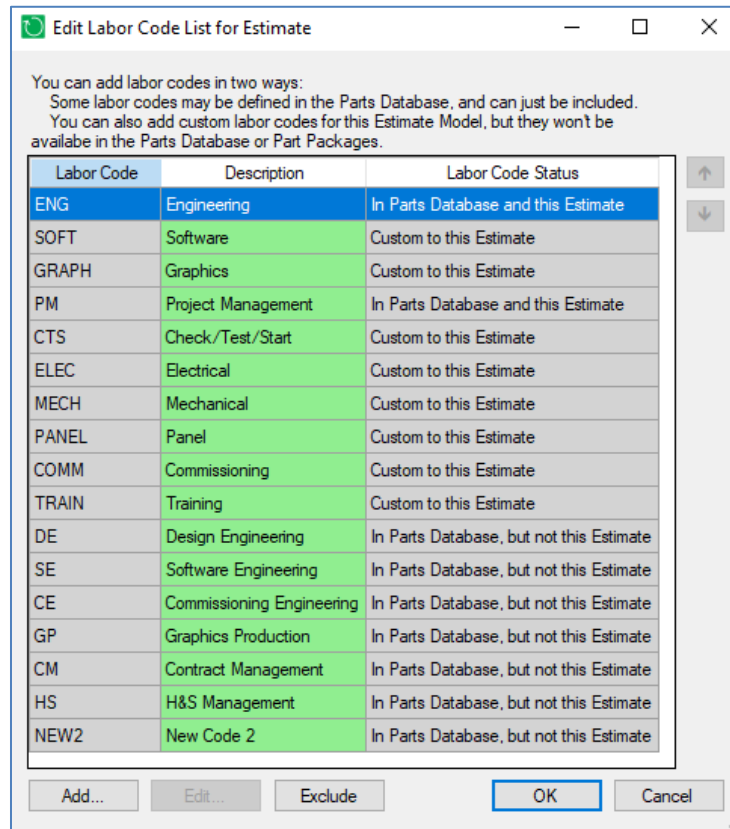 Edit Labor Code List for Estimate
You can add labor codes in two ways:
Some labor codes may be defined in the Parts Database, and can just be included.
You can also add custom labor codes for this Estimate Model, but they won't be
availabe in the Parts Database or Part Packages.
Labor Code Description Labor Code Status
ENG Engineering In Parts Database and this Estimate
SOFT Software Custom to this Estimate
GRAPH Graphics Custom to this Estimate
PM Project Management In Parts Database and this Estimate
CTS Check/Test/Start Custom to this Estimate
ELEC Electrical Custom to this Estimate
MECH Mechanical Custom to this Estimate
PANEL Panel Custom to this Estimate
COMM Commissioning Custom to this Estimate
TRAIN Training Custom to this Estimate
DE Design Engineering In Parts Database, but not this Estimate
SE Software Engineering In Parts Database, but not this Estimate
CE Commissioning Engineering In Parts Database, but not this Estimate
GP Graphics Production In Parts Database, but not this Estimate
CM Contract Management In Parts Database, but not this Estimate
HS H&S Management In Parts Database, but not this Estimate
NEW2 New Code 2 In Parts Database, but not this Estimate
Add... Edit... Exclude OK Cancel